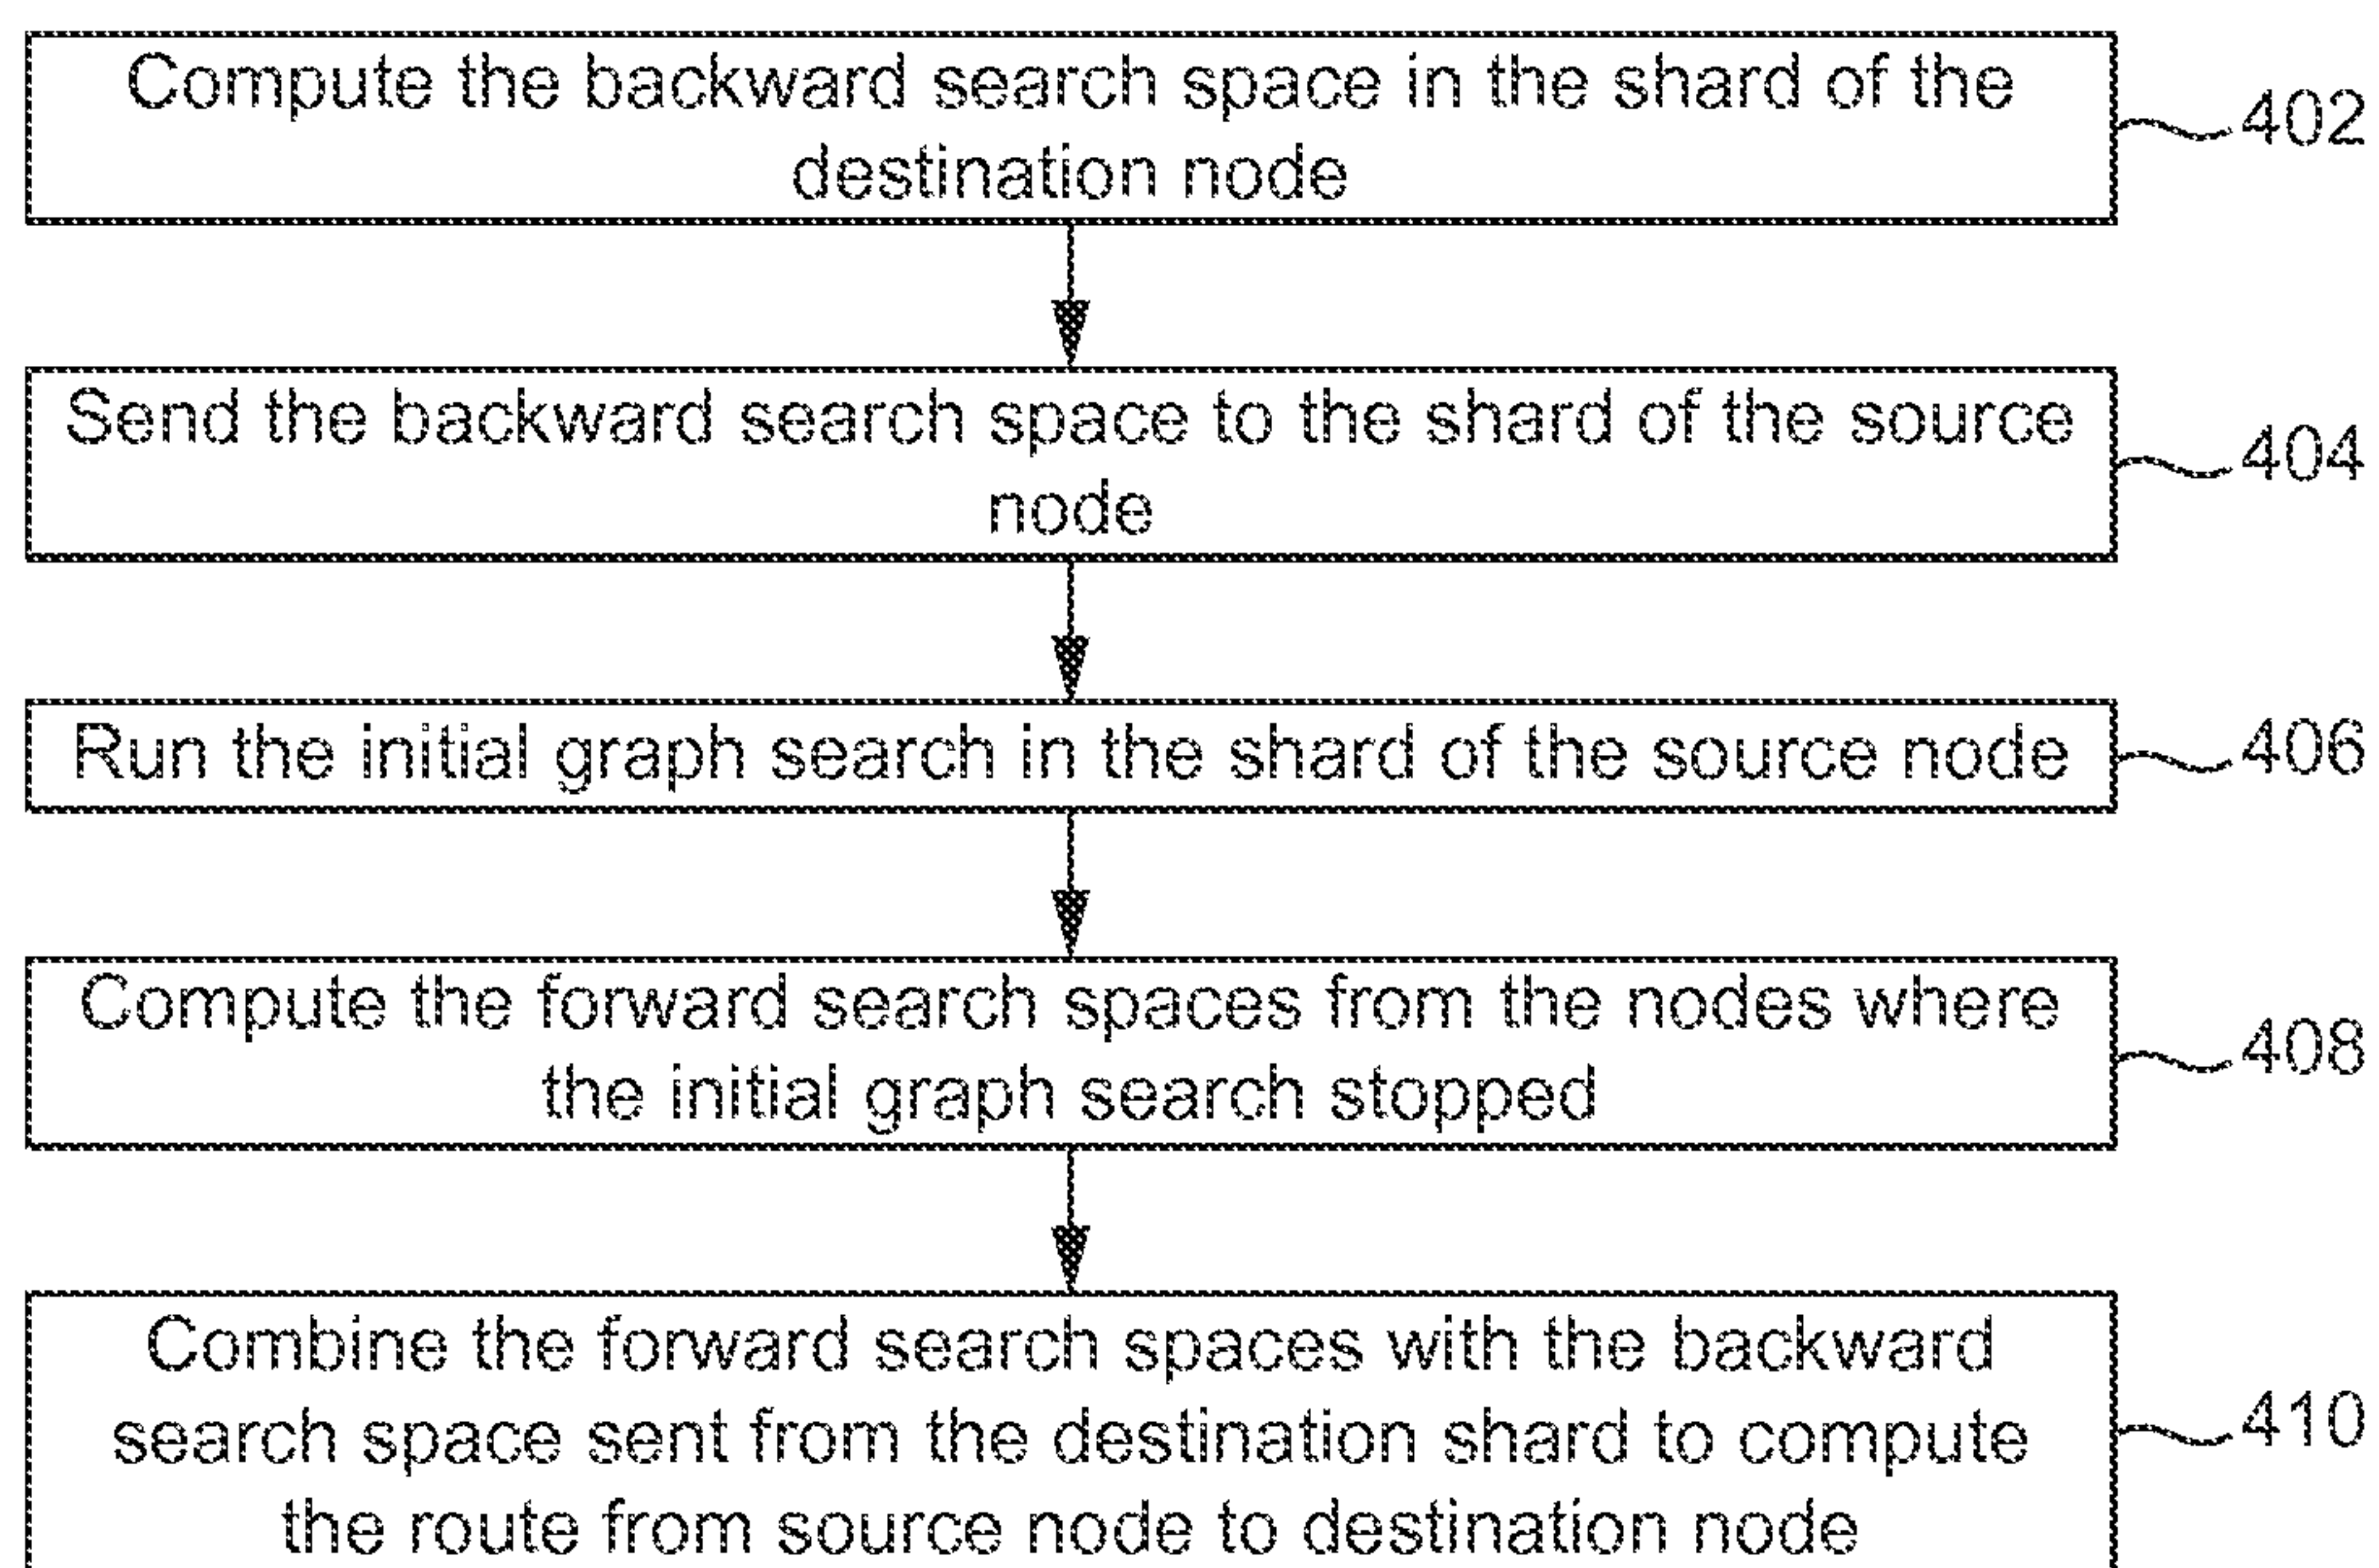 Compute the backward search space in the shard of the
destination node
402
Send the backward search space to the shard of the source
node
404
Run the initial graph search in the shard of the source node
406
Compute the forward search spaces from the nodes where
the initial graph search stopped
408
Combine the forward search spaces with the backward
search space sent from the destination shard to compute
the route from source node to destination node
410